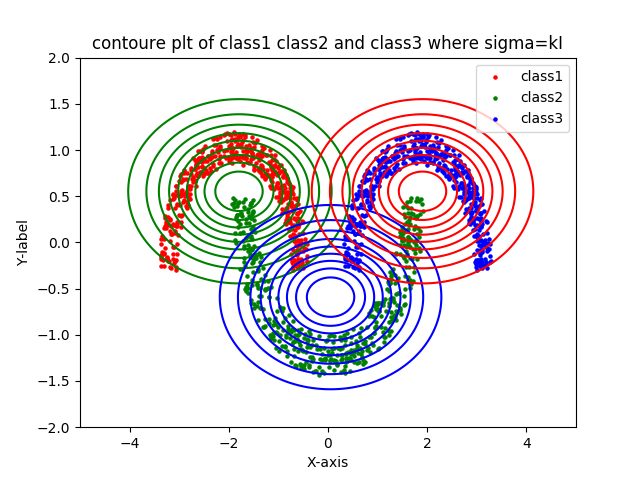 contoure plt of class1 class2 and class3 where sigma=kI
class1
class2
class3
Y-label
2.0
1.5
1.0
0.5
0.0
−0.5
−1.0
−1.5
−2.0
−4
−2
0
2
4
X-axis